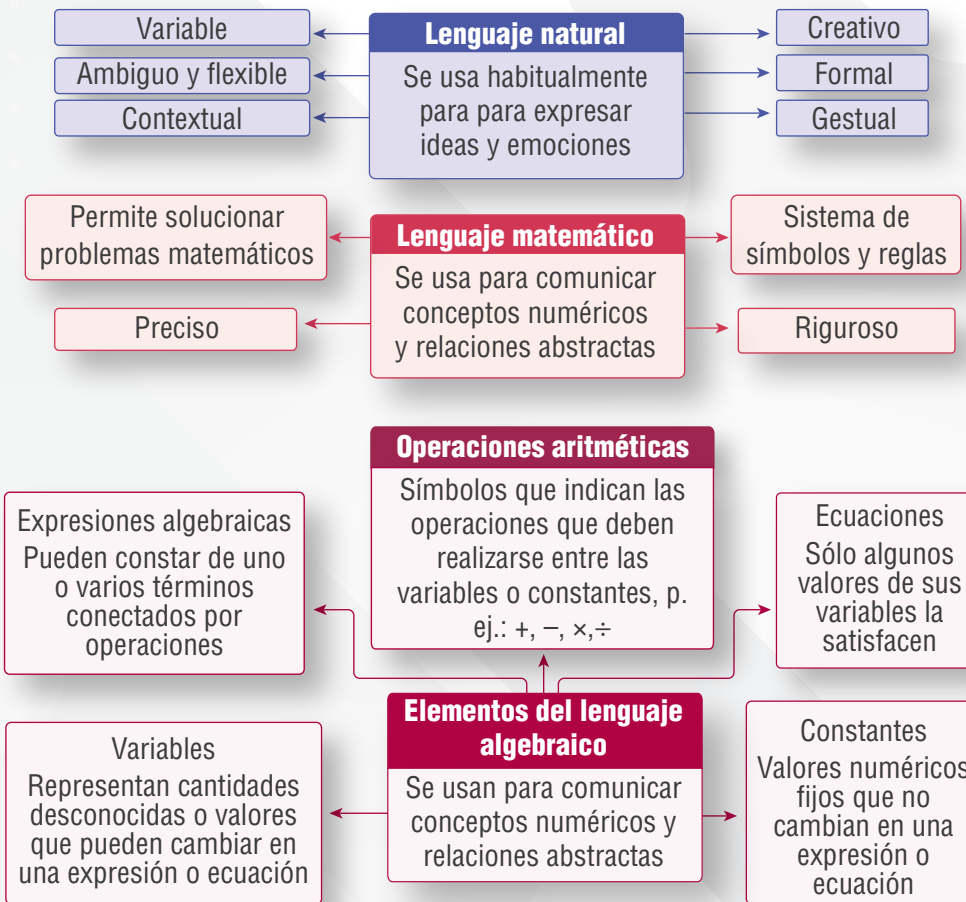 Variable
Ambiguo y flexible
Contextual
Lenguaje natural
Se usa habitualmente
para para expresar
ideas y emociones
Creativo
Formal
Gestual
Permite solucionar
problemas matemáticos
Preciso
Lenguaje matemático
Se usa para comunicar
conceptos numéricos
y relaciones abstractas
Sistema de
símbolos y reglas
Riguroso
Operaciones aritméticas
Símbolos que indican las
operaciones que deben
realizarse entre las
variables o constantes, p.
ej.: +, −, ×,÷
Expresiones algebraicas
Pueden constar de uno
o varios términos
conectados por
operaciones
Ecuaciones
Sólo algunos
valores de sus
variables la
satisfacen
Elementos del lenguaje
algebraico
Se usan para comunicar
conceptos numéricos y
relaciones abstractas
Variables
Representan cantidades
desconocidas o valores
que pueden cambiar en
una expresión o ecuación
Constantes
Valores numéricos
fijos que no
cambian en una
expresión o
ecuación